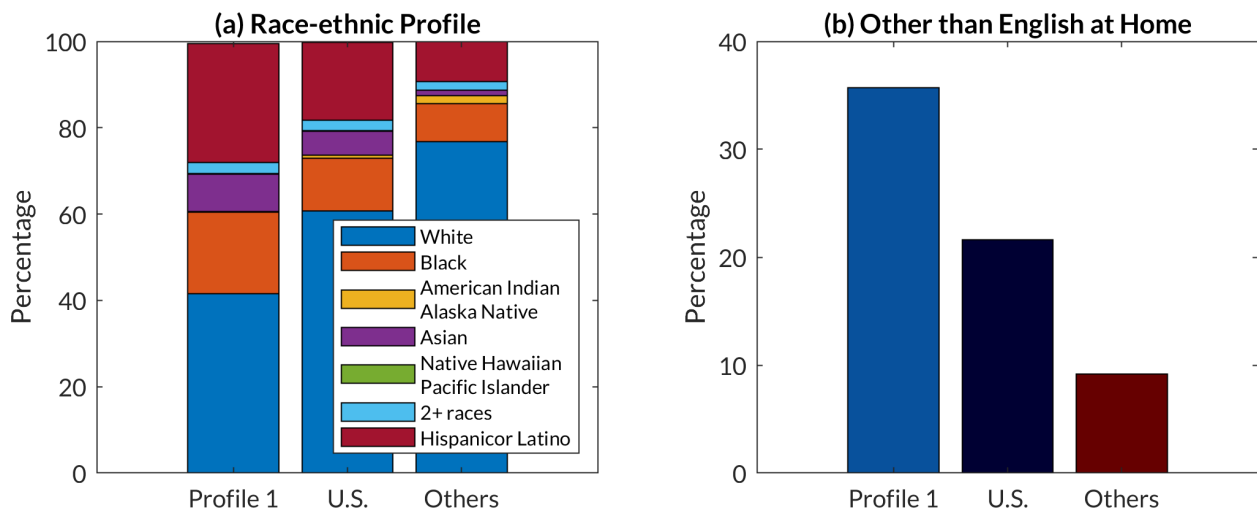 (a) Race-ethnic Profile
Percentage
100
80
60
40
20
0
White
Black
American Indian
Alaska Native
Asian
Native Hawaiian
Pacific Islander
2+ races
Hispanicor Latino
Profile 1 U.S. Others
(b) Other than English at Home
Percentage
40
30
20
10
0
Profile 1 U.S. Others